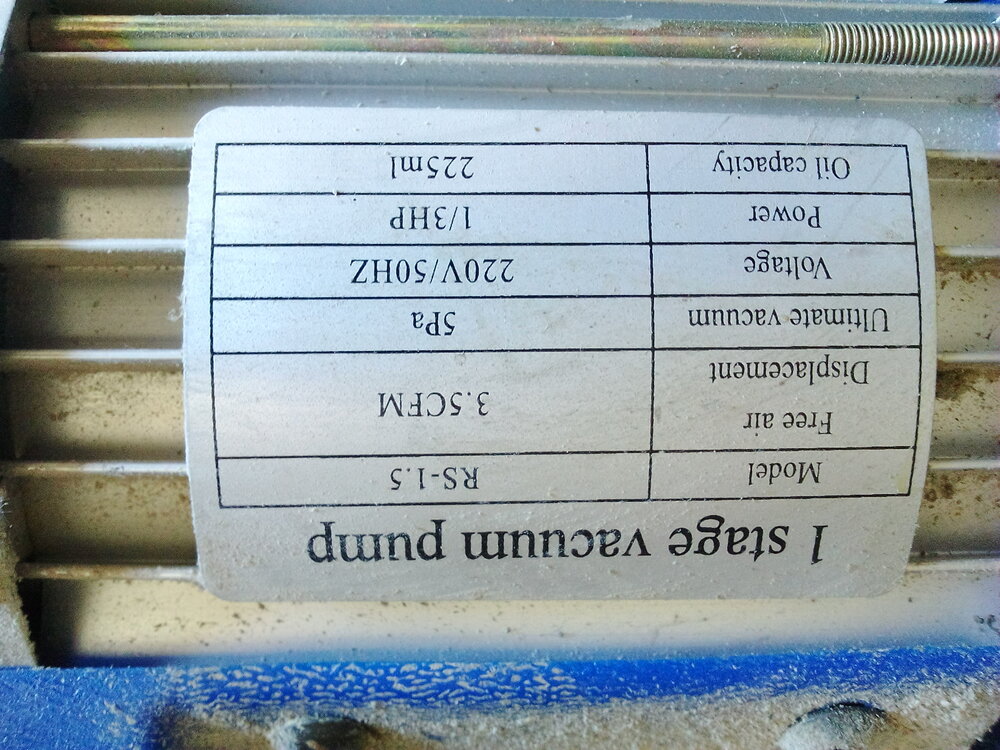 1 stage vacuum pump
Model RS-1.5
Free air
Displacement 3.5CFM
Ultimate vacuum 5Pa
Voltage 220V/50HZ
Power 1/3HP
Oil capacity 225ml